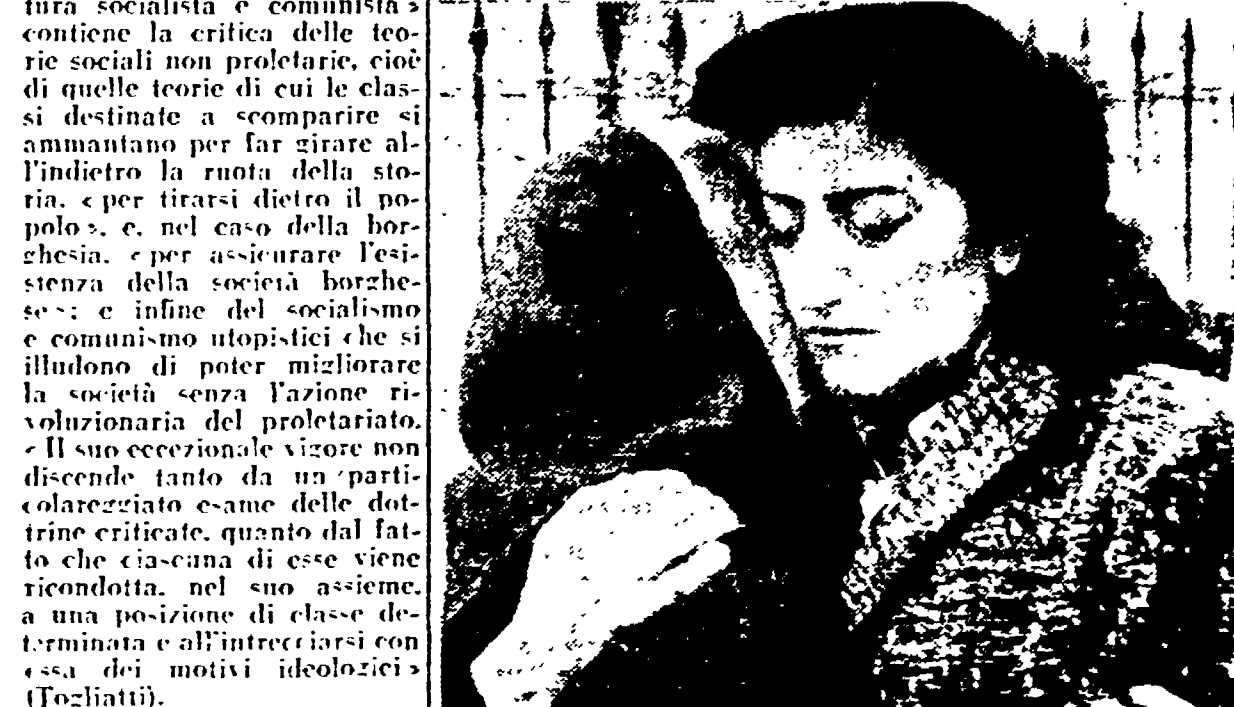 tura socialista e comunista»
contiene la critica delle teo-
rie sociali non proletarie, cioè
di quelle teorie di cui le clas-
si destinate a scomparire si
ammantano per far girare al-
l'indietro la ruota della sto-
ria, «per tirarsi dietro il po-
polo», e, nel caso della bor-
ghesia, «per assicurare l'esi-
stenza della società borghe-
se»; e infine del socialismo
e comunismo utopistici che si
illudono di poter migliorare
la società senza l'azione ri-
voluzionaria del proletariato.
«Il suo eccezionale vigore non
discende tanto da un parti-
colareggiato esame delle dot-
trine criticate, quanto dal fat-
to che ciascuna di esse viene
ricondotta, nel suo assieme,
a una posizione di classe de-
terminata e all'intrecciarsi con
essa dei motivi ideologici»
(Togliatti).